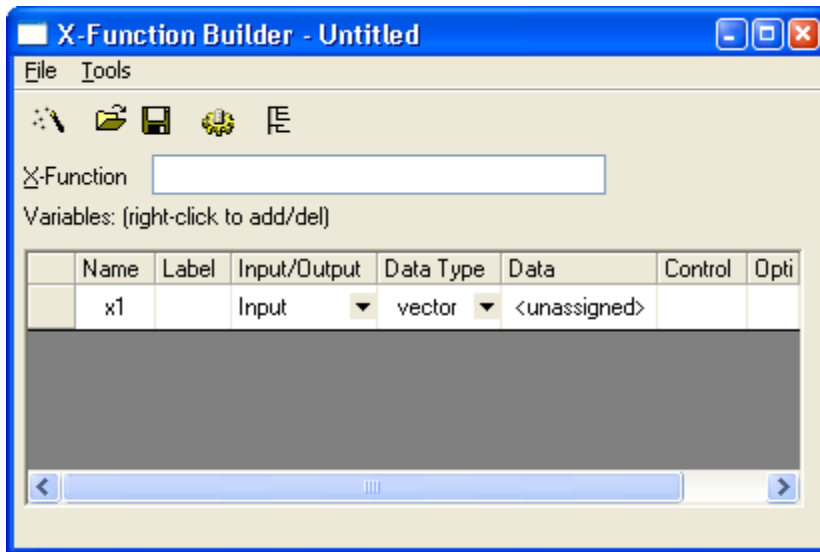 X-Function Builder - Untitled
File Tools
X-Function
Variables: (right-click to add/del)
Name Label Input/Output Data Type Data Control Opti
x1 Input vector <unassigned>